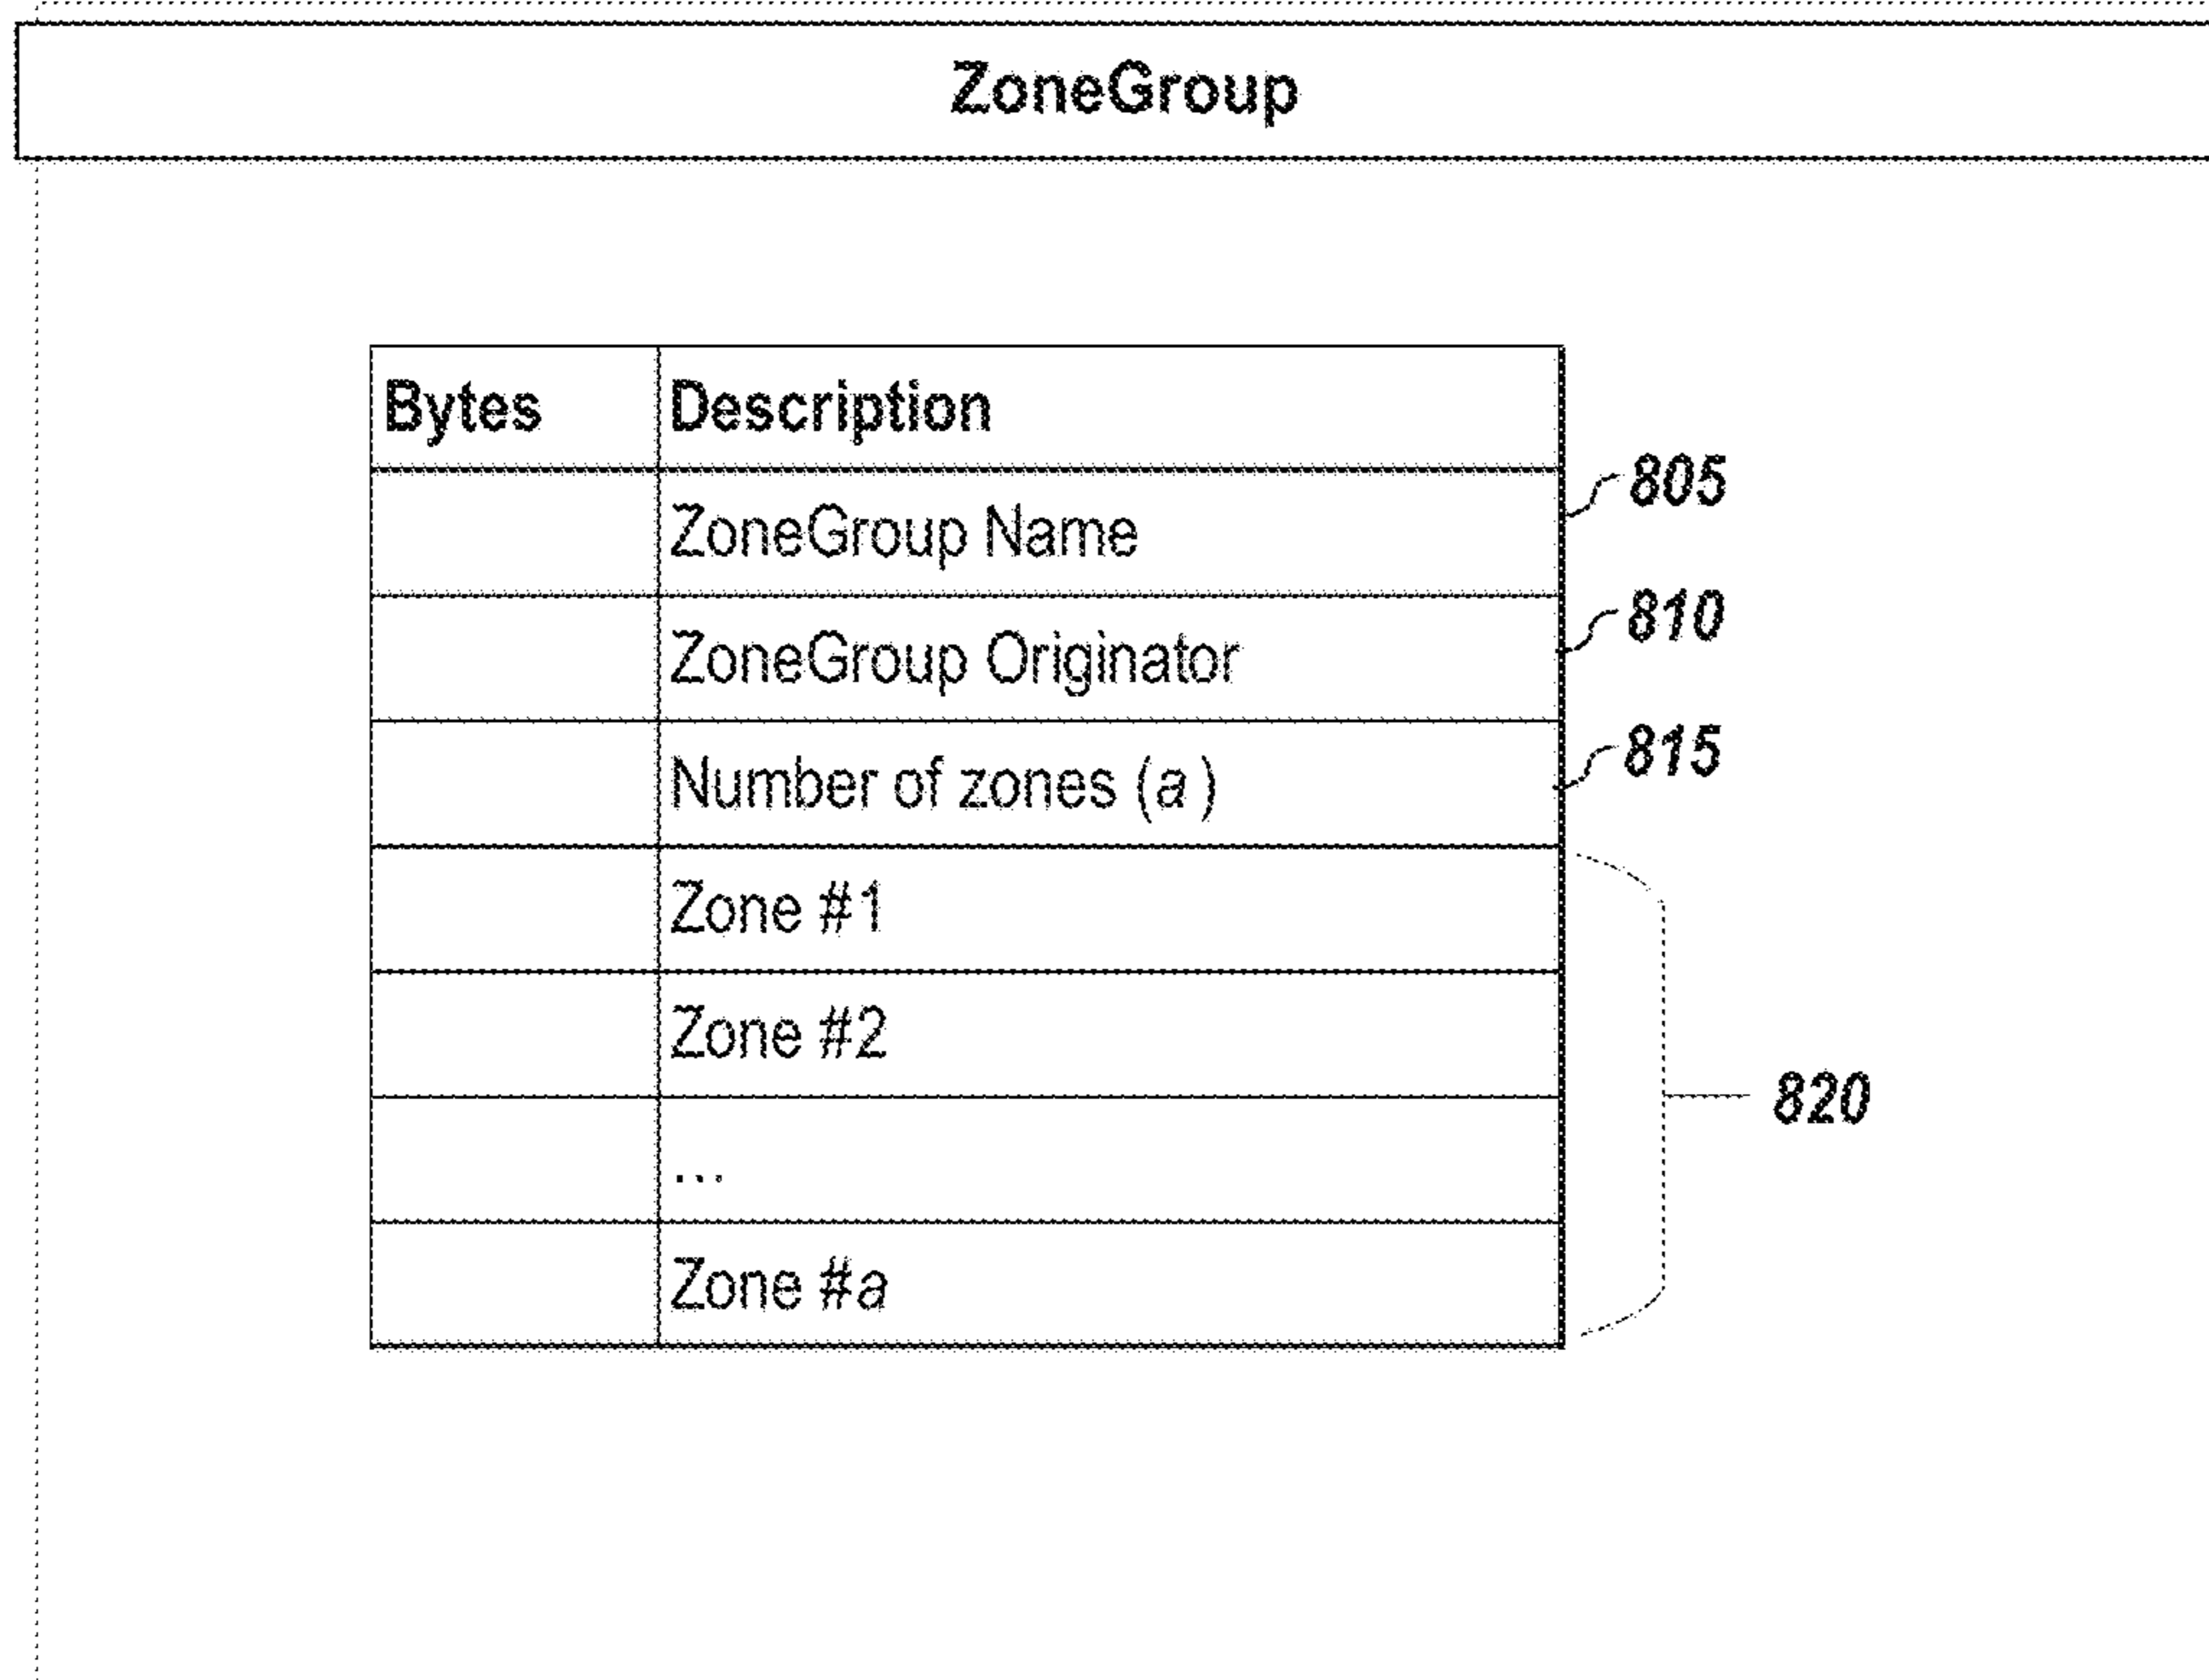 ZoneGroup
Bytes Description
ZoneGroup Name 805
ZoneGroup Originator 810
Number of zones (a) 815
Zone #1
Zone #2
820
...
Zone #a